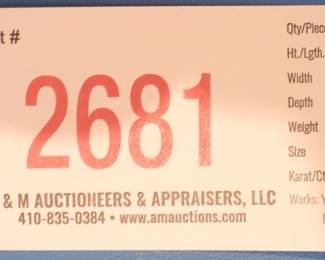 t #
2681
& M AUCTIONEERS & APPRAISERS, LLC
410-835-0384 • www.amauctions.com
Qty/Piece
Ht./Lgth.
Width
Depth
Weight
Size
Karat/Ct
Works: Y